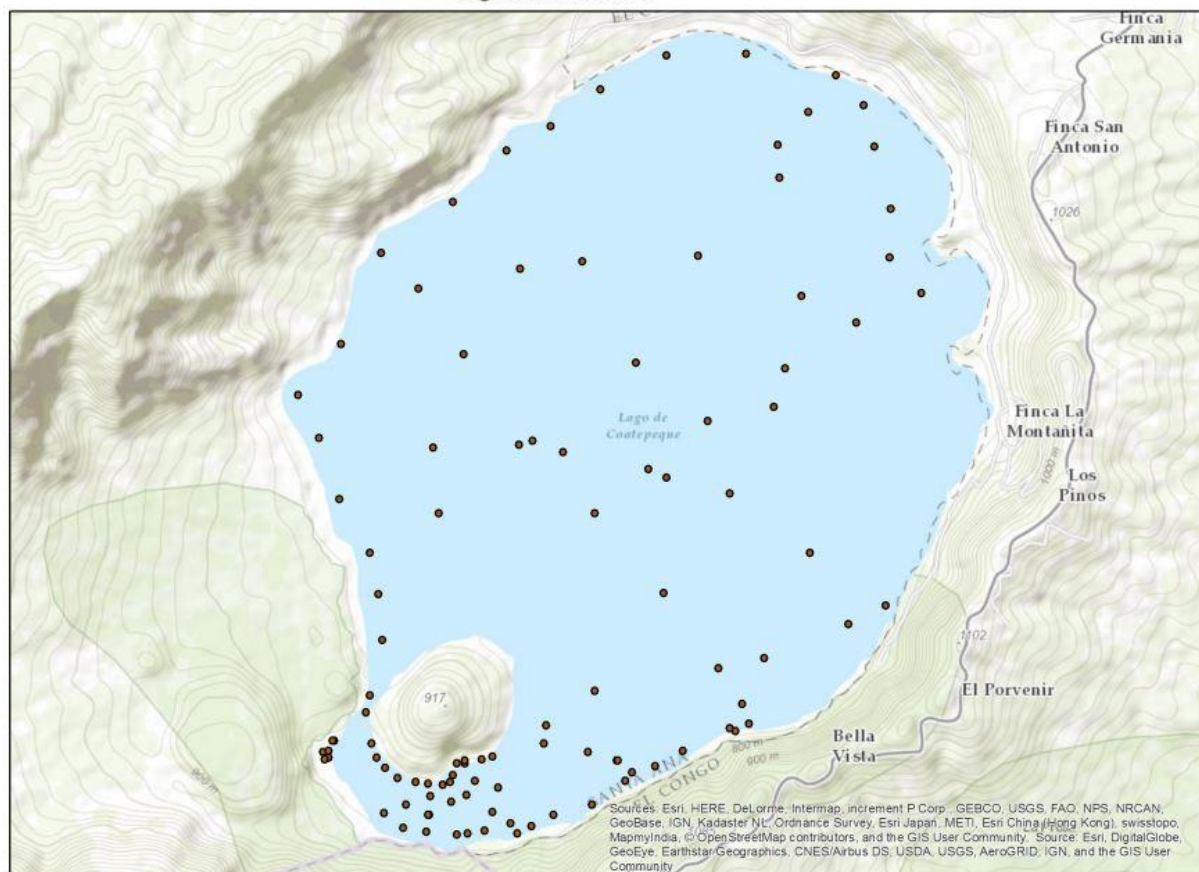 Finca
Germania
Finca San
Antonio
1026
Lago de
Coatepeque
Finca La
Montañita
1000 m
Los
Pinos
1102
917
El Porvenir
Bella
Vista
800 m
900 m
SANTA ANA
EL CONGO
Sources: Esri, HERE, DeLorme, Intermap, increment P Corp., GEBCO, USGS, FAO, NPS, NRCAN,
GeoBase, IGN, Kadaster NL, Ordnance Survey, Esri Japan, METI, Esri China (Hong Kong), swisstopo,
MapmyIndia, © OpenStreetMap contributors, and the GIS User Community, Source: Esri, DigitalGlobe,
GeoEye, Earthstar Geographics, CNES/Airbus DS, USDA, USGS, AeroGRID, IGN, and the GIS User
Community